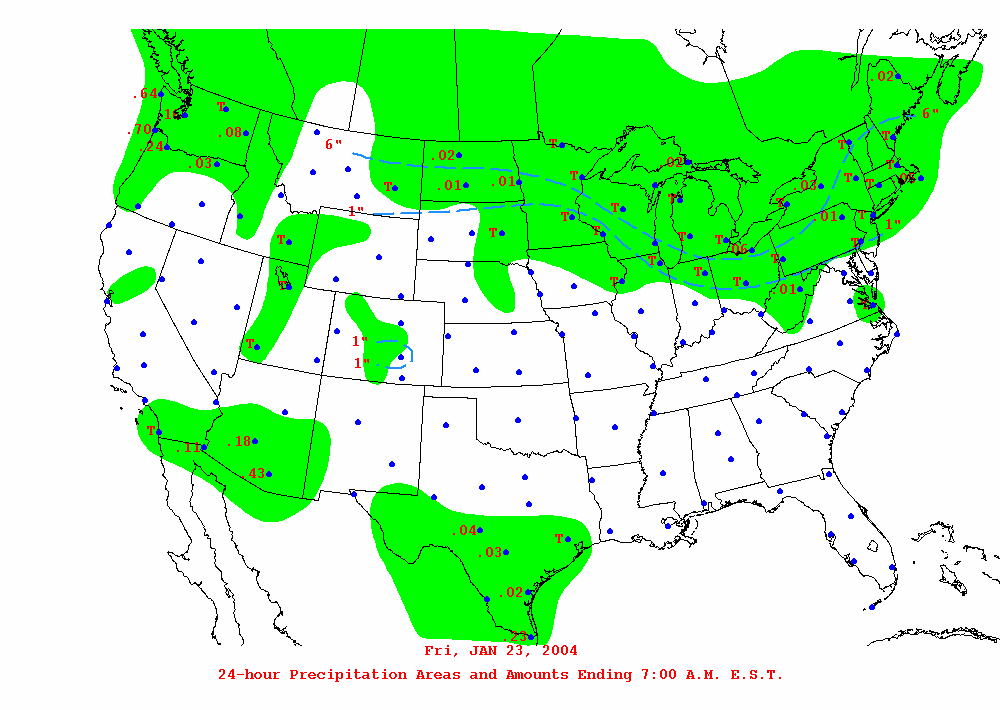 .02
.64
T
6"
.70
.08
T
T
T
.24
6"
.02
.03
.02
T
T
.01
.01
T
T
.03
T
1"
T
T
.01
T
1"
T
T
T
T
T
T
.06
T
T
T
T
T
T
T
.01
T
1"
T
1"
T
.18
.11
.43
.04
T
.03
.02
.23
Fri, JAN 23, 2004
24-hour Precipitation Areas and Amounts Ending 7:00 A.M. E.S.T.